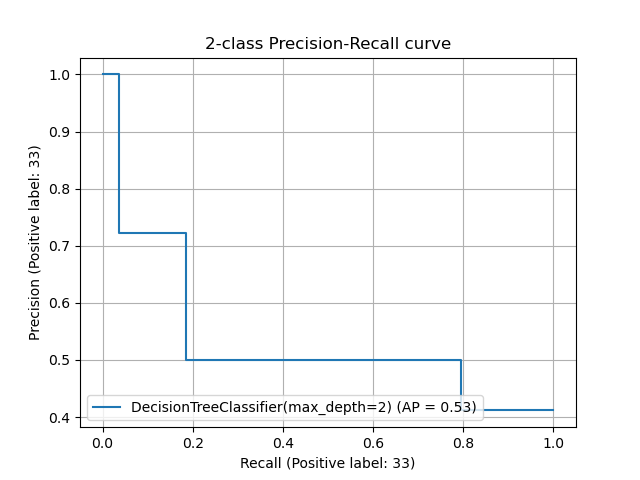 2-class Precision-Recall curve
1.0
0.9
0.8
0.7
0.6
0.5
0.4
Precision (Positive label: 33)
DecisionTreeClassifier(max_depth=2) (AP = 0.53)
0.0 0.2 0.4 0.6 0.8 1.0
Recall (Positive label: 33)